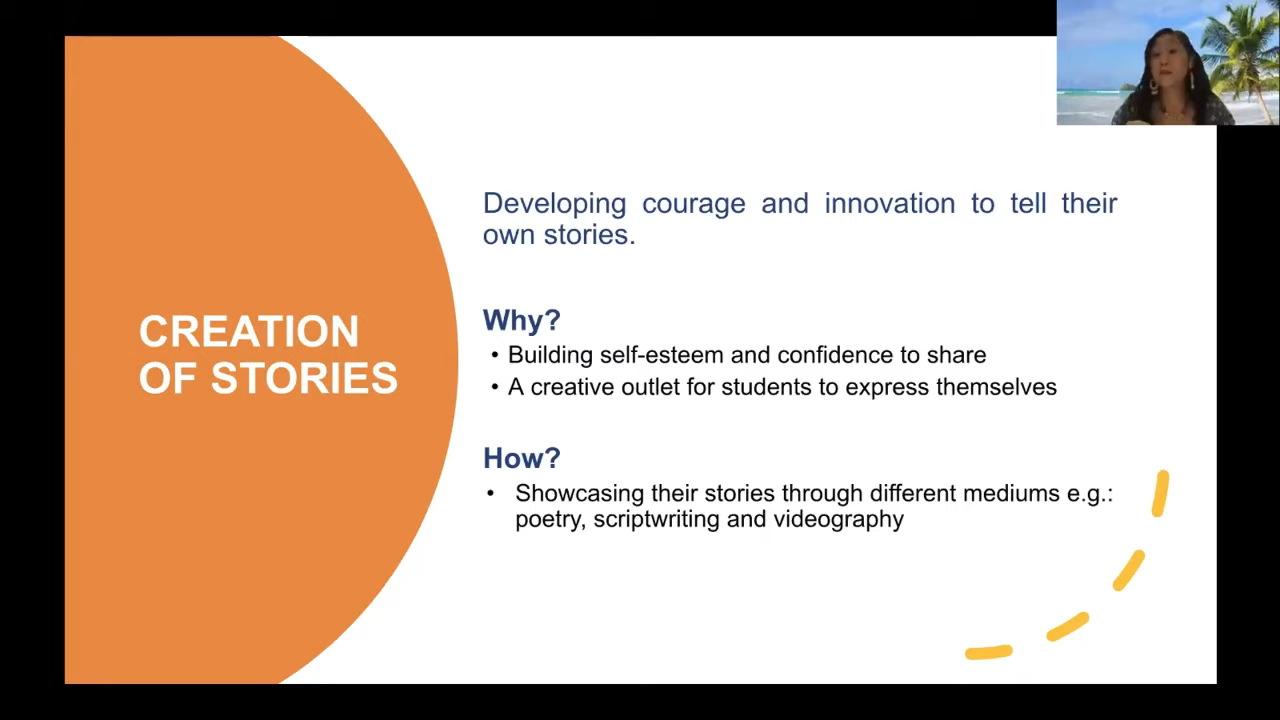 CREATION
OF STORIES
Developing courage and innovation to tell their
own stories.
Why?
• Building self-esteem and confidence to share
• A creative outlet for students to express themselves
How?
• Showcasing their stories through different mediums e.g.:
poetry, scriptwriting and videography